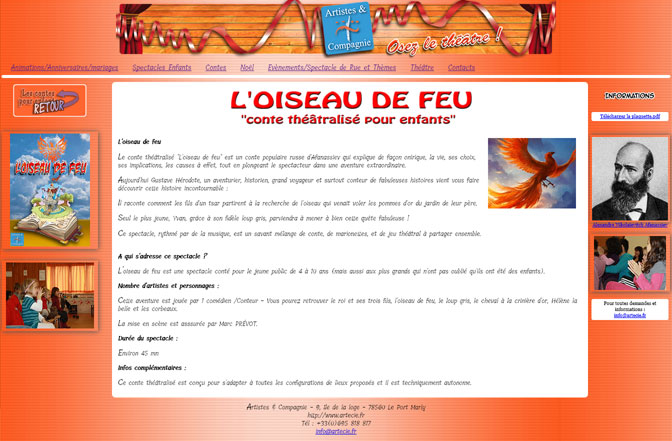 Artistes &
Compagnie
Osez le théâtre !
Animations/Anniversaires/mariages
Spectacles Enfants
Contes
Noël
Evènements/Spectacle de Rue et Thèmes
Théâtre
Contacts
Les contes
RETOUR
L'OISEAU DE FEU
"conte théâtralisé pour enfants"
INFORMATIONS
Télécharger la plaquette.pdf
L'OISEAU DE FEU
L'oiseau de feu
Le conte théâtralisé "L'oiseau de feu" est un conte populaire russe d'Afanassiev qui explique de façon onirique, la vie, ses choix,
ses implications, les causes à effet, tout en plongeant le spectateur dans une aventure extraordinaire.
Aujourd'hui Gustave Hérodote, un aventurier, historien, grand voyageur et surtout conteur de fabuleuses histoires vient vous faire
découvrir cette histoire incontournable :
Il raconte comment les fils d'un tsar partirent à la recherche de l'oiseau qui venait voler les pommes d'or du jardin de leur père.
Seul le plus jeune, Yvan, grâce à son fidèle loup gris, parviendra à mener à bien cette quête fabuleuse !
Ce spectacle, rythmé par de la musique, est un savant mélange de conte, de marionnettes, et de jeu théâtral à partager ensemble.
A qui s'adresse ce spectacle ?
L'oiseau de feu est une spectacle conté pour le jeune public de 4 à 10 ans (mais aussi aux plus grands qui n'ont pas oublié qu'ils ont été des enfants).
Nombre d'artistes et personnages :
Cette aventure est jouée par 1 comédien /Conteur - Vous pourrez retrouver le roi et ses trois fils, l'oiseau de feu, le loup gris, le cheval à la crinière d'or, Hélène la
belle et les corbeaux.
La mise en scène est assurée par Marc PRÉVOT.
Durée du spectacle :
Environ 45 mn
Infos complémentaires :
Ce conte théâtralisé est conçu pour s'adapter à toutes les configurations de lieux proposés et il est techniquement autonome.
Alexandre Nikolaievitch Afanassiev
Pour toutes demandes et
informations :
info@artecie.fr
Artistes & Compagnie - 9, Ile de la loge - 78560 Le Port Marly
http://www.artecie.fr
Tél : +33(0)695 818 817
info@artecie.fr